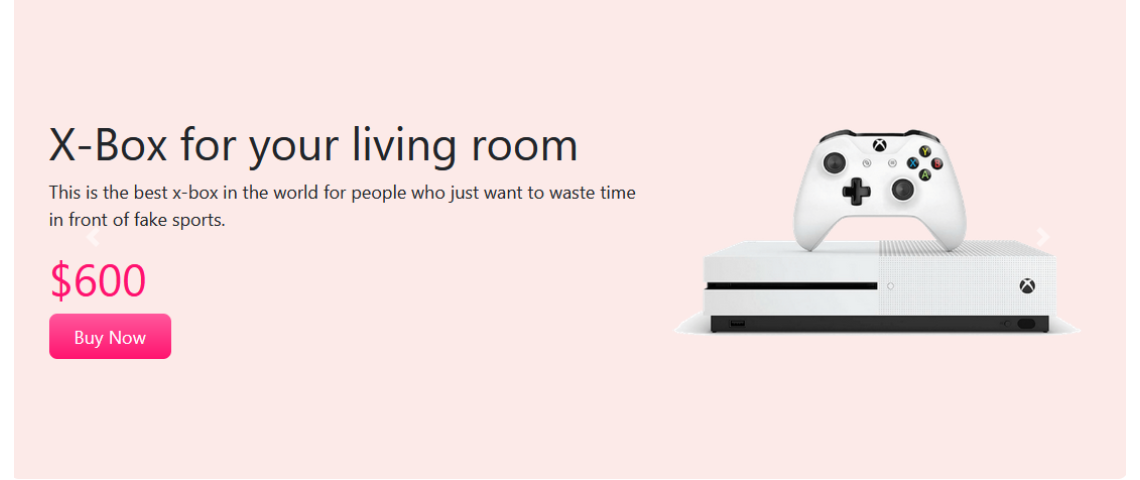 X-Box for your living room
This is the best x-box in the world for people who just want to waste time
in front of fake sports.
$600
Buy Now
Y
X
B
A